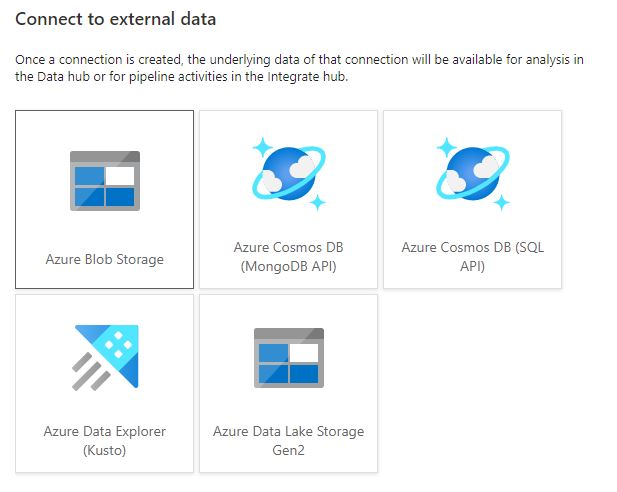 Connect to external data
Once a connection is created, the underlying data of that connection will be available for analysis in
the Data hub or for pipeline activities in the Integrate hub.
Azure Blob Storage
Azure Cosmos DB
(MongoDB API)
Azure Cosmos DB (SQL
API)
Azure Data Explorer
(Kusto)
Azure Data Lake Storage
Gen2